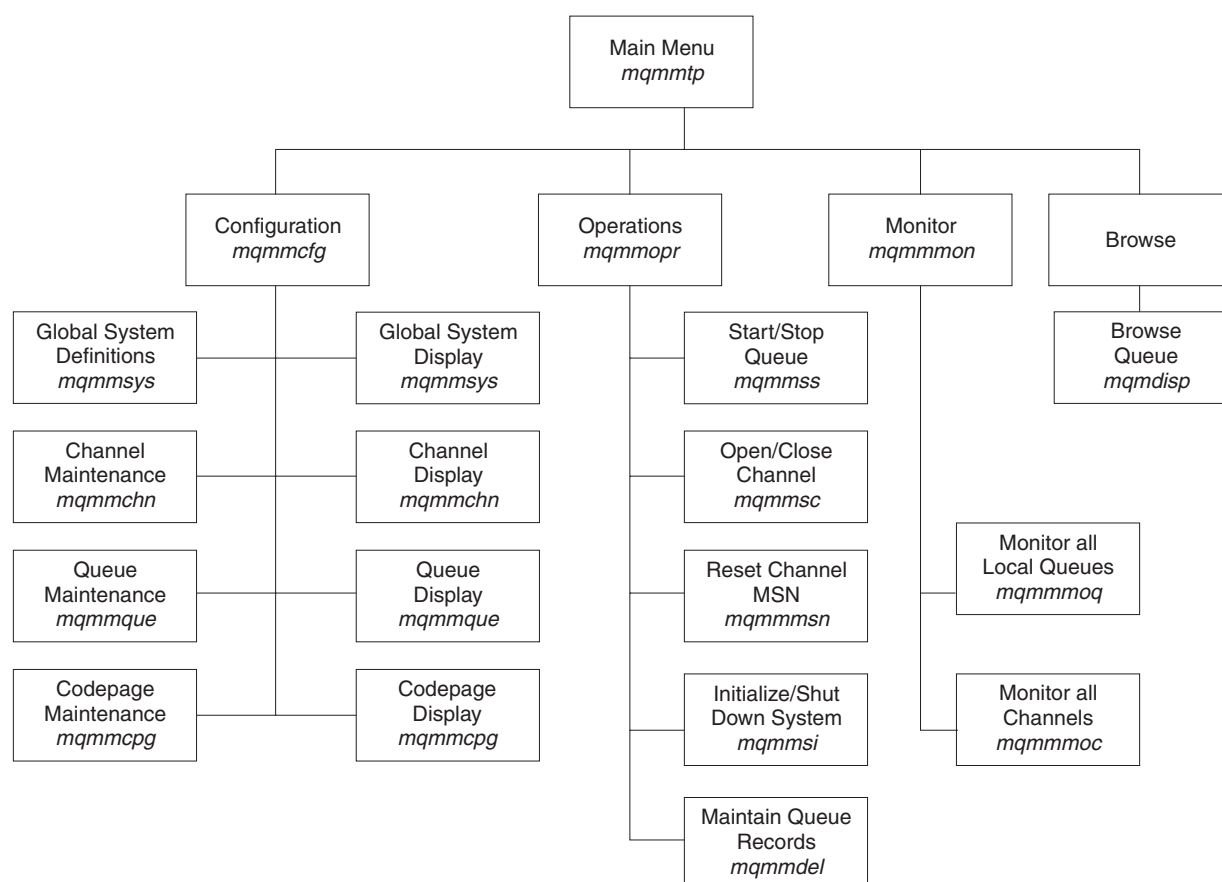 Main Menu
mqmmtp
Configuration
mqmmcfg
Operations
mqmmopr
Monitor
mqmmmon
Browse
Global System
Definitions
mqmmsys
Global System
Display
mqmmsys
Start/Stop
Queue
mqmmss
Browse
Queue
mqmdisp
Channel
Maintenance
mqmmchn
Channel
Display
mqmmchn
Open/Close
Channel
mqmmsc
Queue
Maintenance
mqmmque
Queue
Display
mqmmque
Reset Channel
MSN
mqmmmsn
Monitor all
Local Queues
mqmmmoq
Codepage
Maintenance
mqmmcpg
Codepage
Display
mqmmcpg
Initialize/Shut
Down System
mqmmsi
Monitor all
Channels
mqmmmoc
Maintain Queue
Records
mqmmdel